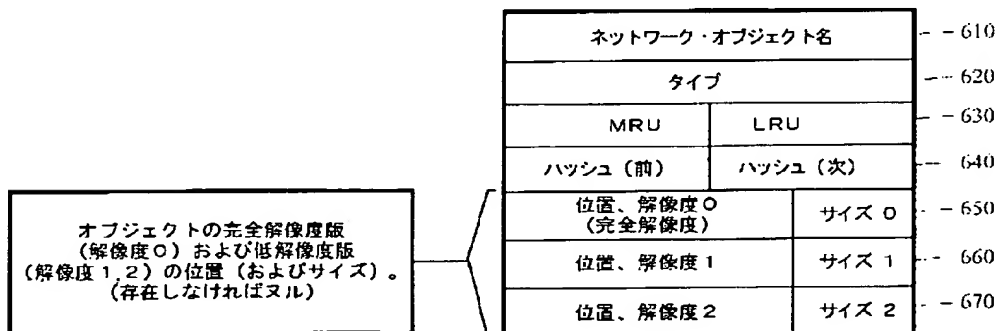 ネットワーク・オブジェクト名 610
タイプ 620
MRU LRU 630
ハッシュ（前） ハッシュ（次） 640
位置、解像度０
（完全解像度） サイズ ０ 650
位置、解像度１ サイズ １ 660
位置、解像度２ サイズ ２ 670
オブジェクトの完全解像度版
（解像度０）および低解像度版
（解像度１,２）の位置（およびサイズ）。
（存在しなければヌル）